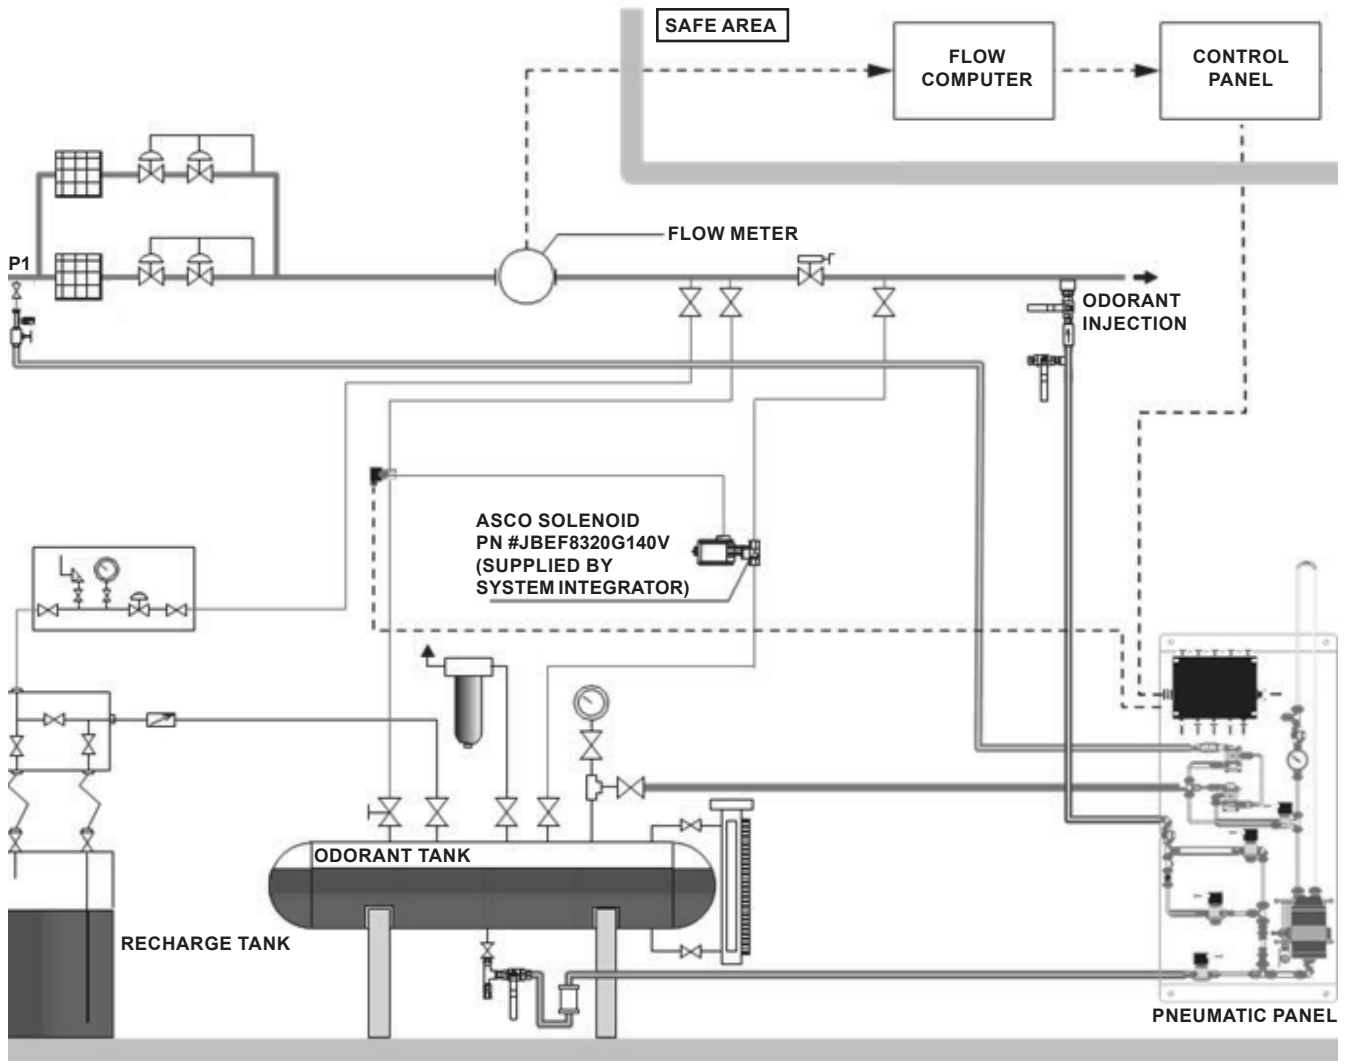 SAFE AREA
FLOW
COMPUTER
CONTROL
PANEL
FLOW METER
P1
ODORANT
INJECTION
ASCO SOLENOID
PN #JBEF8320G140V
(SUPPLIED BY
SYSTEM INTEGRATOR)
ODORANT TANK
RECHARGE TANK
PNEUMATIC PANEL